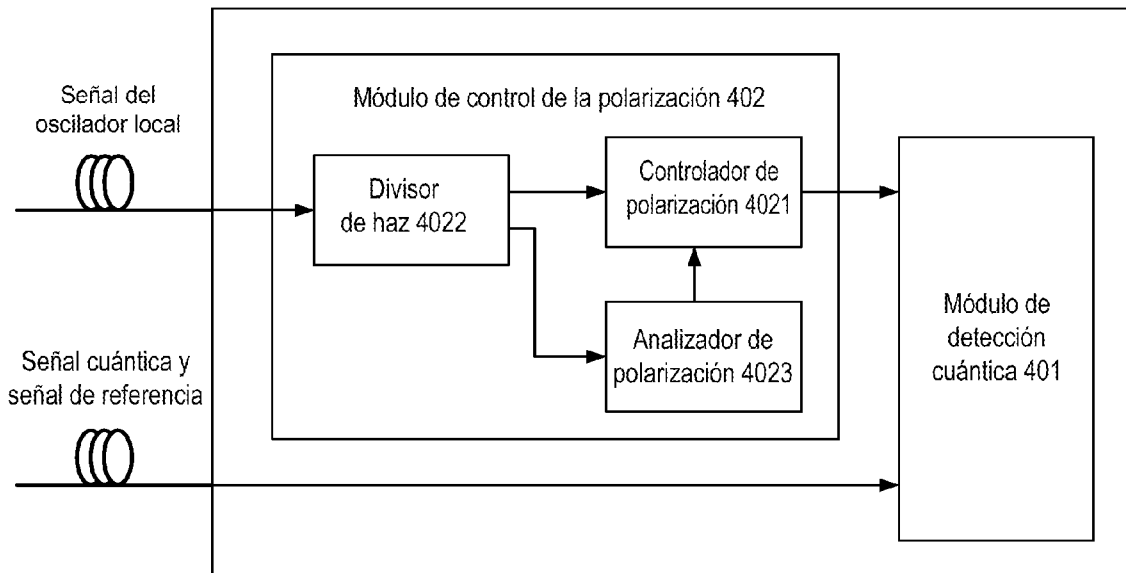 Señal del
oscilador local
Módulo de control de la polarización 402
Divisor
de haz 4022
Controlador de
polarización 4021
Analizador de
polarización 4023
Señal cuántica y
señal de referencia
Módulo de
detección
cuántica 401